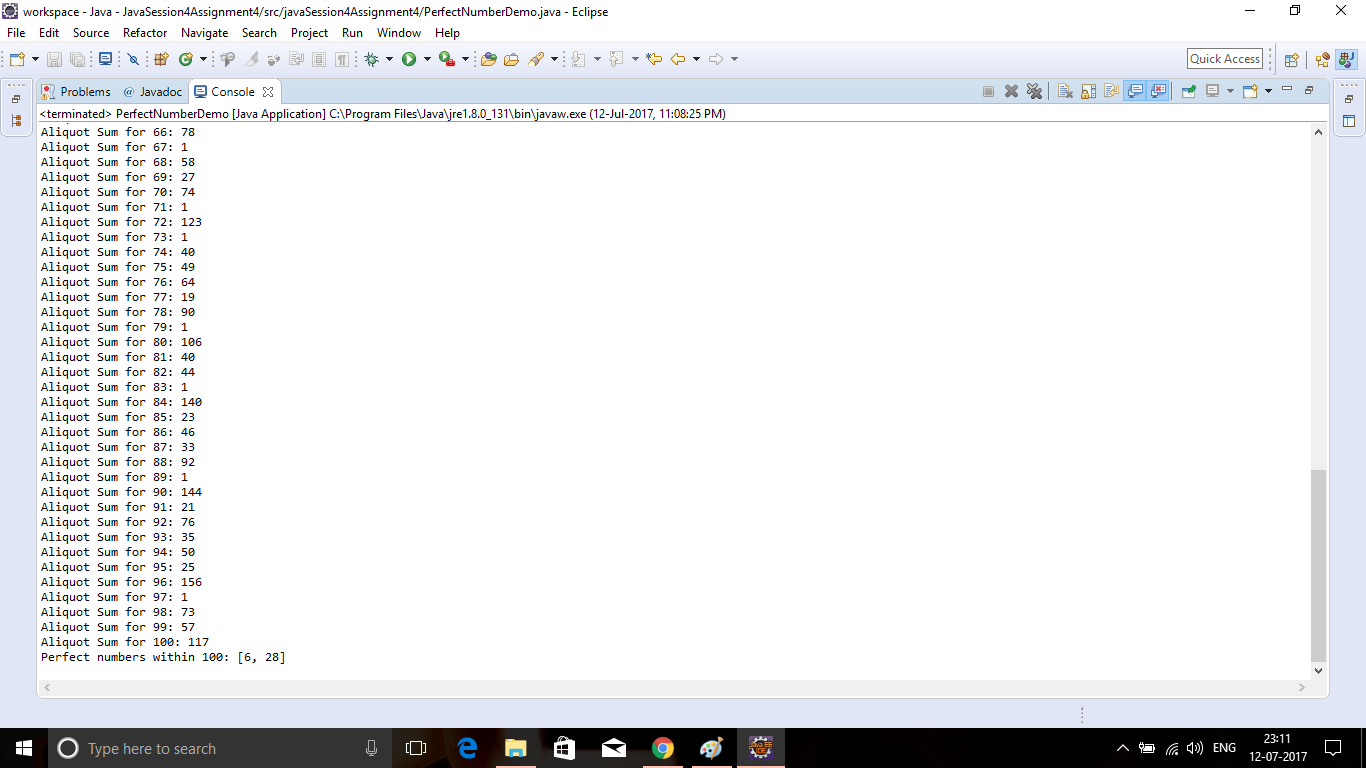 workspace - Java - JavaSession4Assignment4/src/javaSession4Assignment4/PerfectNumberDemo.java - Eclipse
File Edit Source Refactor Navigate Search Project Run Window Help
Quick Access
Problems @ Javadoc Console
<terminated> PerfectNumberDemo [Java Application] C:\Program Files\Java\jre1.8.0_131\bin\javaw.exe (12-Jul-2017, 11:08:25 PM)
Aliquot Sum for 66: 78
Aliquot Sum for 67: 1
Aliquot Sum for 68: 58
Aliquot Sum for 69: 27
Aliquot Sum for 70: 74
Aliquot Sum for 71: 1
Aliquot Sum for 72: 123
Aliquot Sum for 73: 1
Aliquot Sum for 74: 40
Aliquot Sum for 75: 49
Aliquot Sum for 76: 64
Aliquot Sum for 77: 19
Aliquot Sum for 78: 90
Aliquot Sum for 79: 1
Aliquot Sum for 80: 106
Aliquot Sum for 81: 40
Aliquot Sum for 82: 44
Aliquot Sum for 83: 1
Aliquot Sum for 84: 140
Aliquot Sum for 85: 23
Aliquot Sum for 86: 46
Aliquot Sum for 87: 33
Aliquot Sum for 88: 92
Aliquot Sum for 89: 1
Aliquot Sum for 90: 144
Aliquot Sum for 91: 21
Aliquot Sum for 92: 76
Aliquot Sum for 93: 35
Aliquot Sum for 94: 50
Aliquot Sum for 95: 25
Aliquot Sum for 96: 156
Aliquot Sum for 97: 1
Aliquot Sum for 98: 73
Aliquot Sum for 99: 57
Aliquot Sum for 100: 117
Perfect numbers within 100: [6, 28]
Type here to search
Java EE
IDE
ENG
23:11
12-07-2017